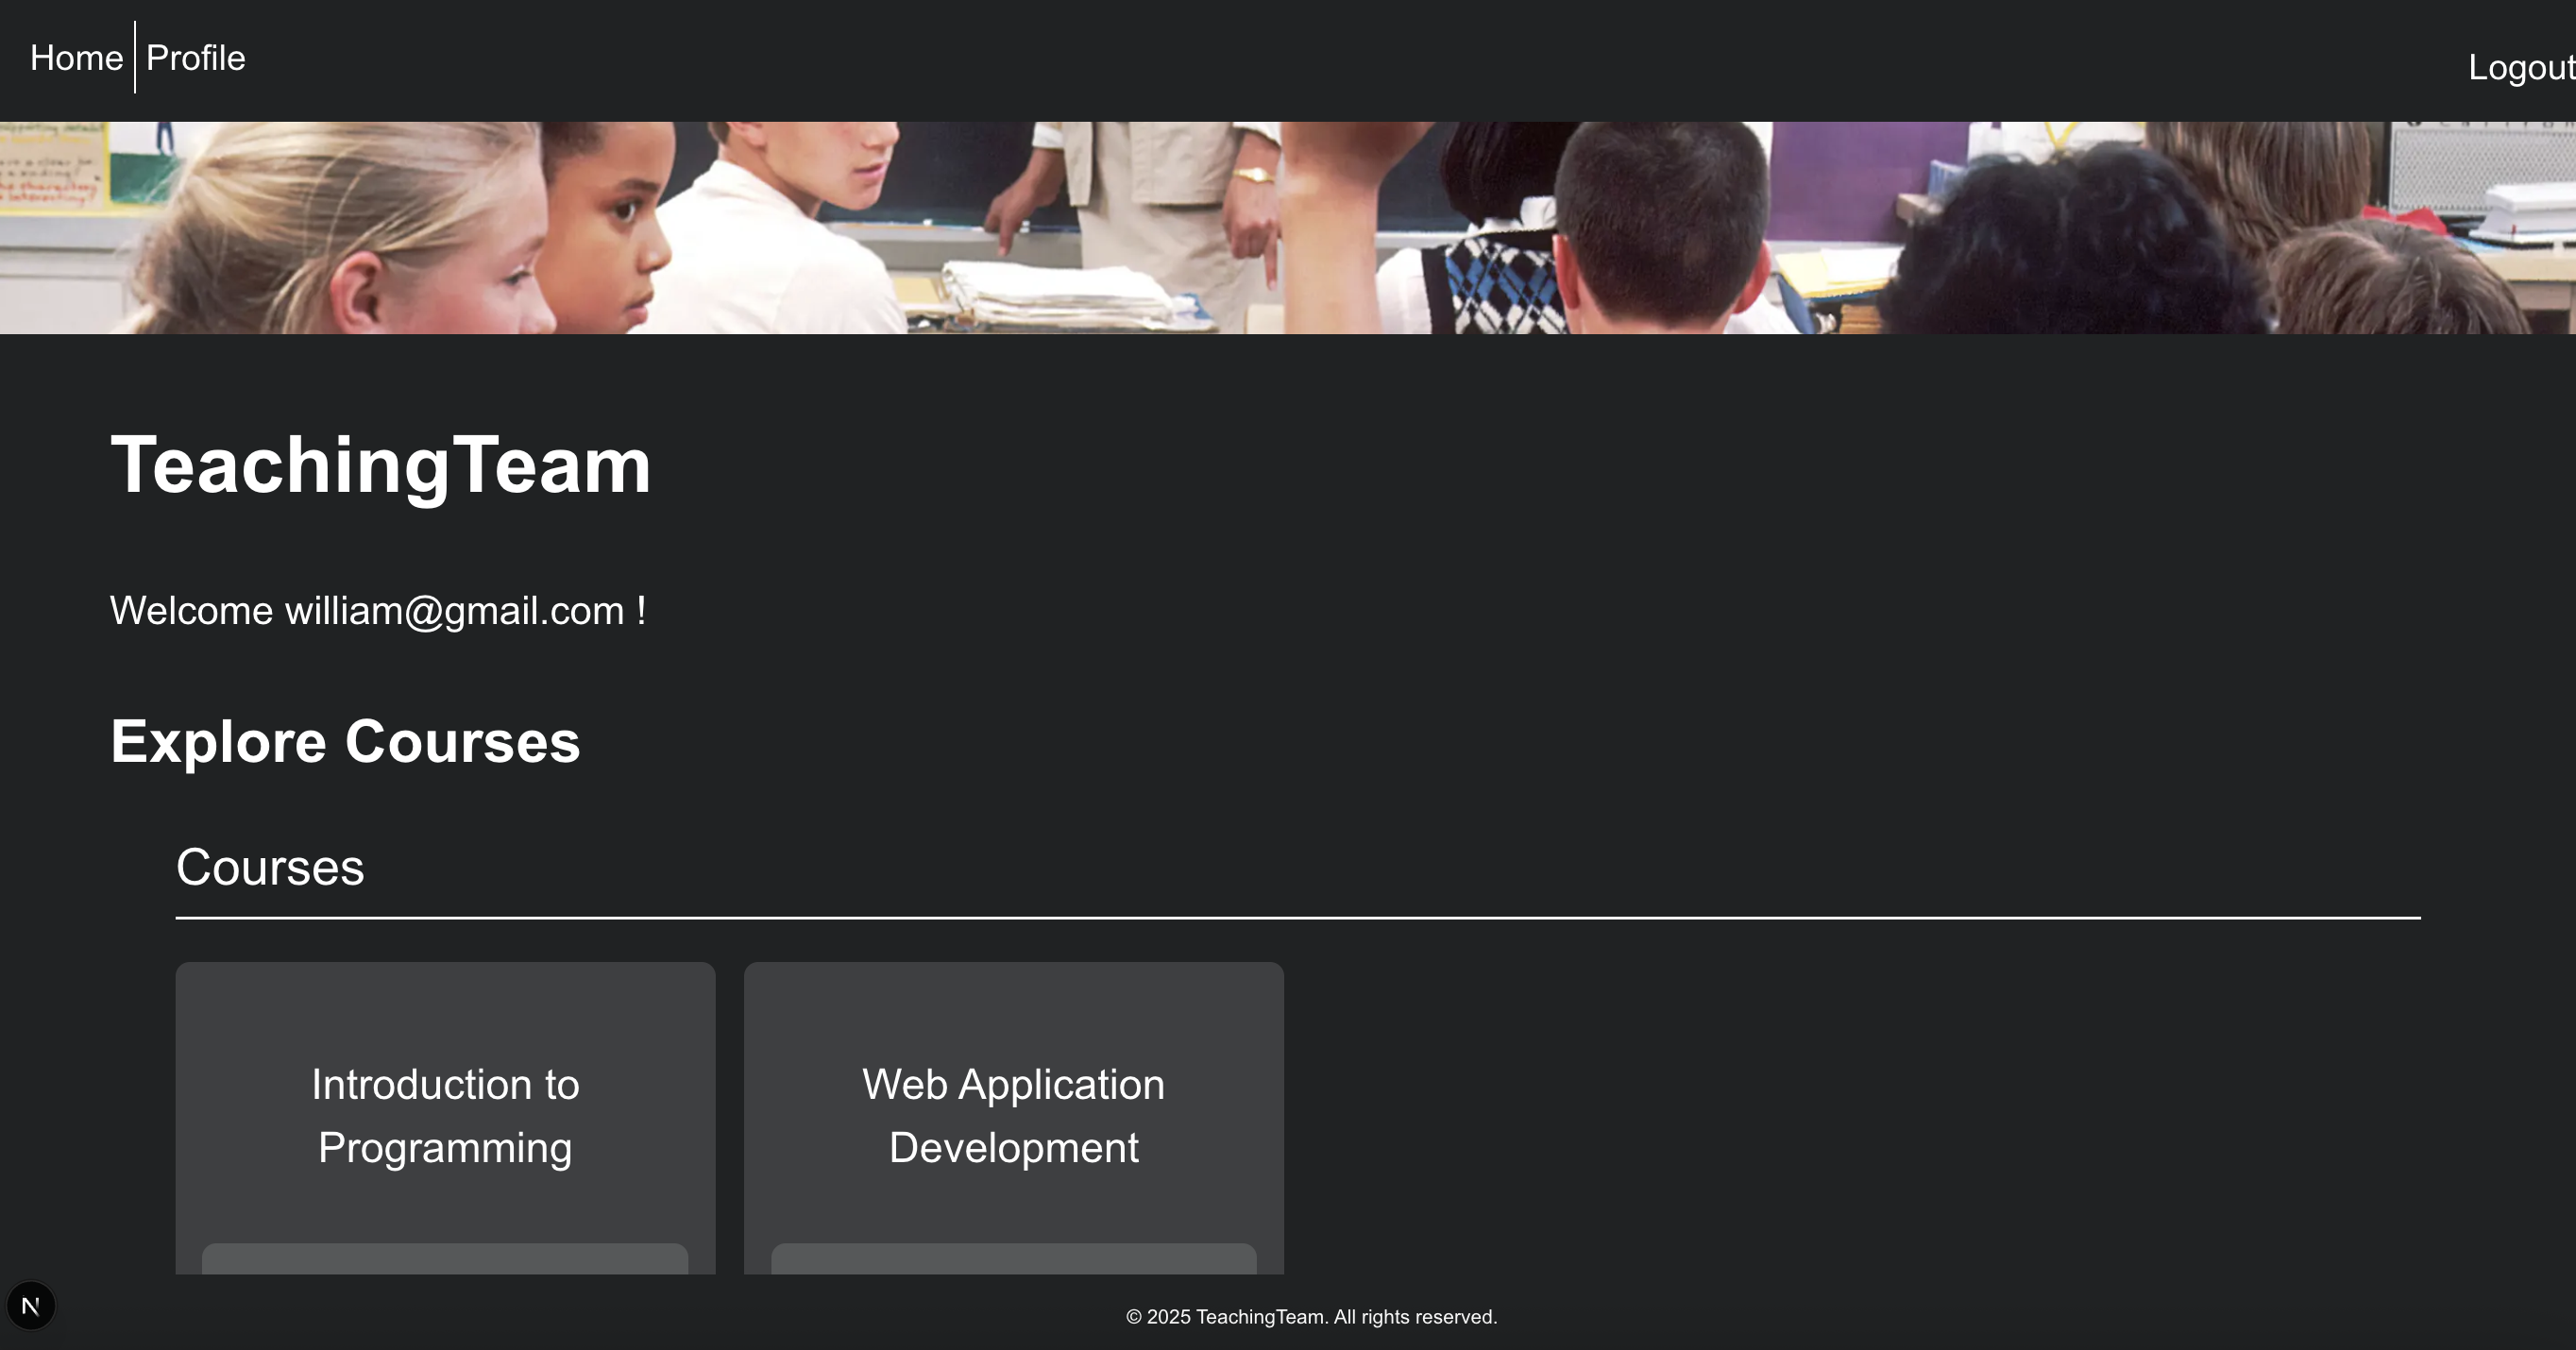 Home Profile
Logout
TeachingTeam
Welcome william@gmail.com !
Explore Courses
Courses
Introduction to
Programming
Web Application
Development
N
© 2025 TeachingTeam. All rights reserved.